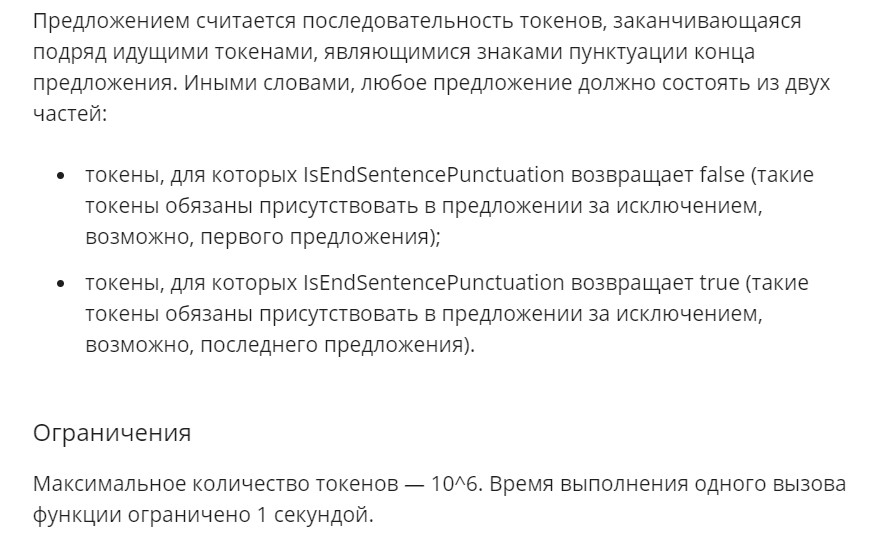 Предложением считается последовательность токенов, заканчивающаяся
подряд идущими токенами, являющимися знаками пунктуации конца
предложения. Иными словами, любое предложение должно состоять из двух
частей:
• токены, для которых IsEndSentencePunctuation возвращает false (такие
токены обязаны присутствовать в предложении за исключением,
возможно, первого предложения);
• токены, для которых IsEndSentencePunctuation возвращает true (такие
токены обязаны присутствовать в предложении за исключением,
возможно, последнего предложения).
Ограничения
Максимальное количество токенов — 10^6. Время выполнения одного вызова
функции ограничено 1 секундой.